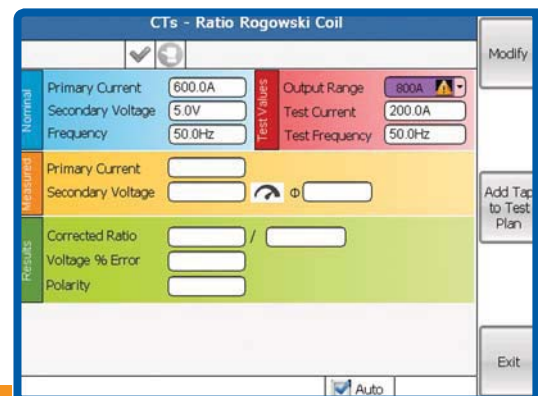 CTs - Ratio Rogowski Coil
Modify
Nominal
Primary Current 600.0A
Secondary Voltage 5.0V
Frequency 50.0Hz
Test Values
Output Range 800A
Test Current 200.0A
Test Frequency 50.0Hz
Measured
Primary Current
Secondary Voltage Φ
Add Tap
to Test
Plan
Results
Corrected Ratio /
Voltage % Error
Polarity
Exit
Auto